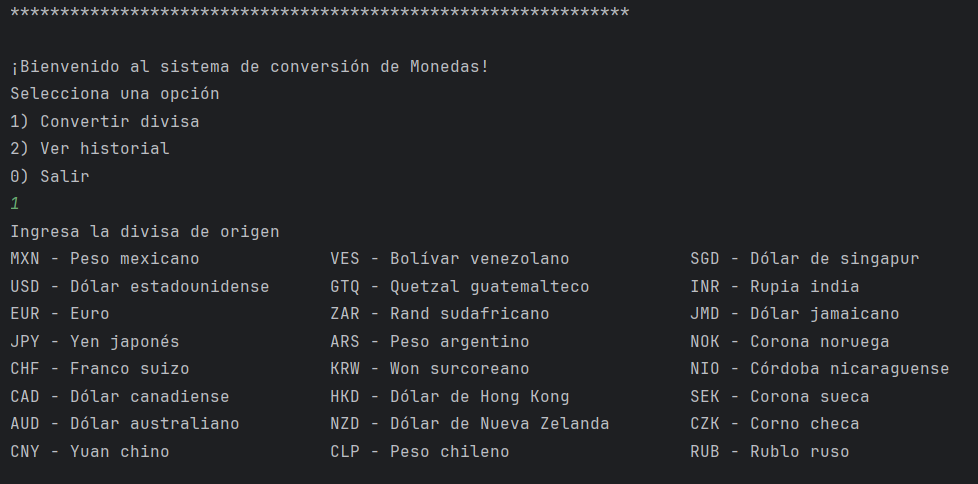 **************************************************************
¡Bienvenido al sistema de conversión de Monedas!
Selecciona una opción
1) Convertir divisa
2) Ver historial
0) Salir
1
Ingresa la divisa de origen
MXN - Peso mexicano             VES - Bolívar venezolano            SGD - Dólar de singapur
USD - Dólar estadounidense      GTQ - Quetzal guatemalteco          INR - Rupia india
EUR - Euro                      ZAR - Rand sudafricano              JMD - Dólar jamaicano
JPY - Yen japonés               ARS - Peso argentino                NOK - Corona noruega
CHF - Franco suizo              KRW - Won surcoreano                NIO - Córdoba nicaraguense
CAD - Dólar canadiense          HKD - Dólar de Hong Kong            SEK - Corona sueca
AUD - Dólar australiano         NZD - Dólar de Nueva Zelanda        CZK - Corno checa
CNY - Yuan chino                CLP - Peso chileno                  RUB - Rublo ruso